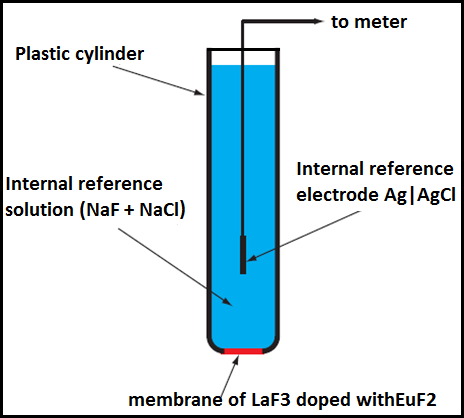 to meter
Plastic cylinder
Internal reference
solution (NaF + NaCl)
Internal reference
electrode Ag|AgCl
membrane of LaF3 doped withEuF2